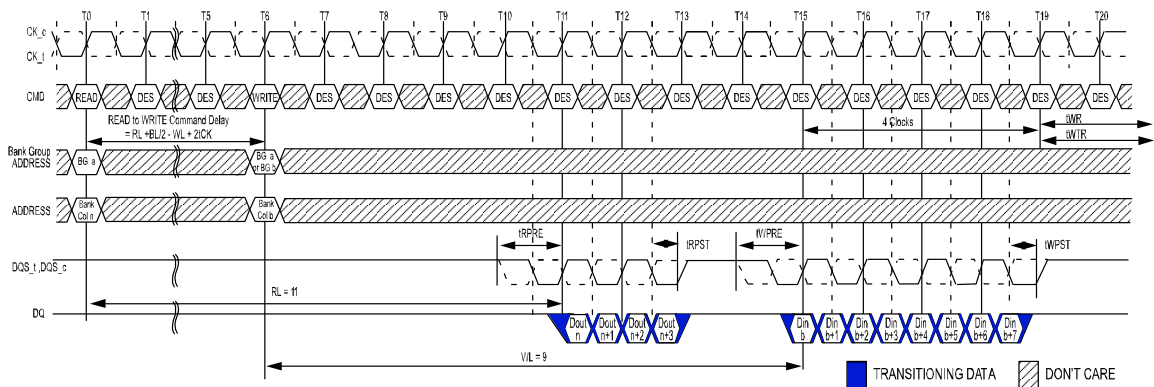 T0 T1 T5 T6 T7 T8 T9 T10 T11 T12 T13 T14 T15 T16 T17 T18 T19 T20
CK_c
CK_t
CMD READ DES DES WRITE DES DES DES DES DES DES DES DES DES DES DES DES DES DES
READ to WRITE Command Delay
= RL +BL/2 - WL + 2tCK
4 Clocks
tWR
tWTR
Bank Group
ADDRESS
BG a
BG a
or BG b
ADDRESS
Bank
Col n
Bank
Col b
tRPRE tRPST tWPRE tWPST
DQS_t ,DQS_c
RL = 11
DQ
Dout
n
Dout
n+1
Dout
n+2
Dout
n+3
Din
b
Din
b+1
Din
b+2
Din
b+3
Din
b+4
Din
b+5
Din
b+6
Din
b+7
WL = 9
TRANSITIONING DATA
DON'T CARE